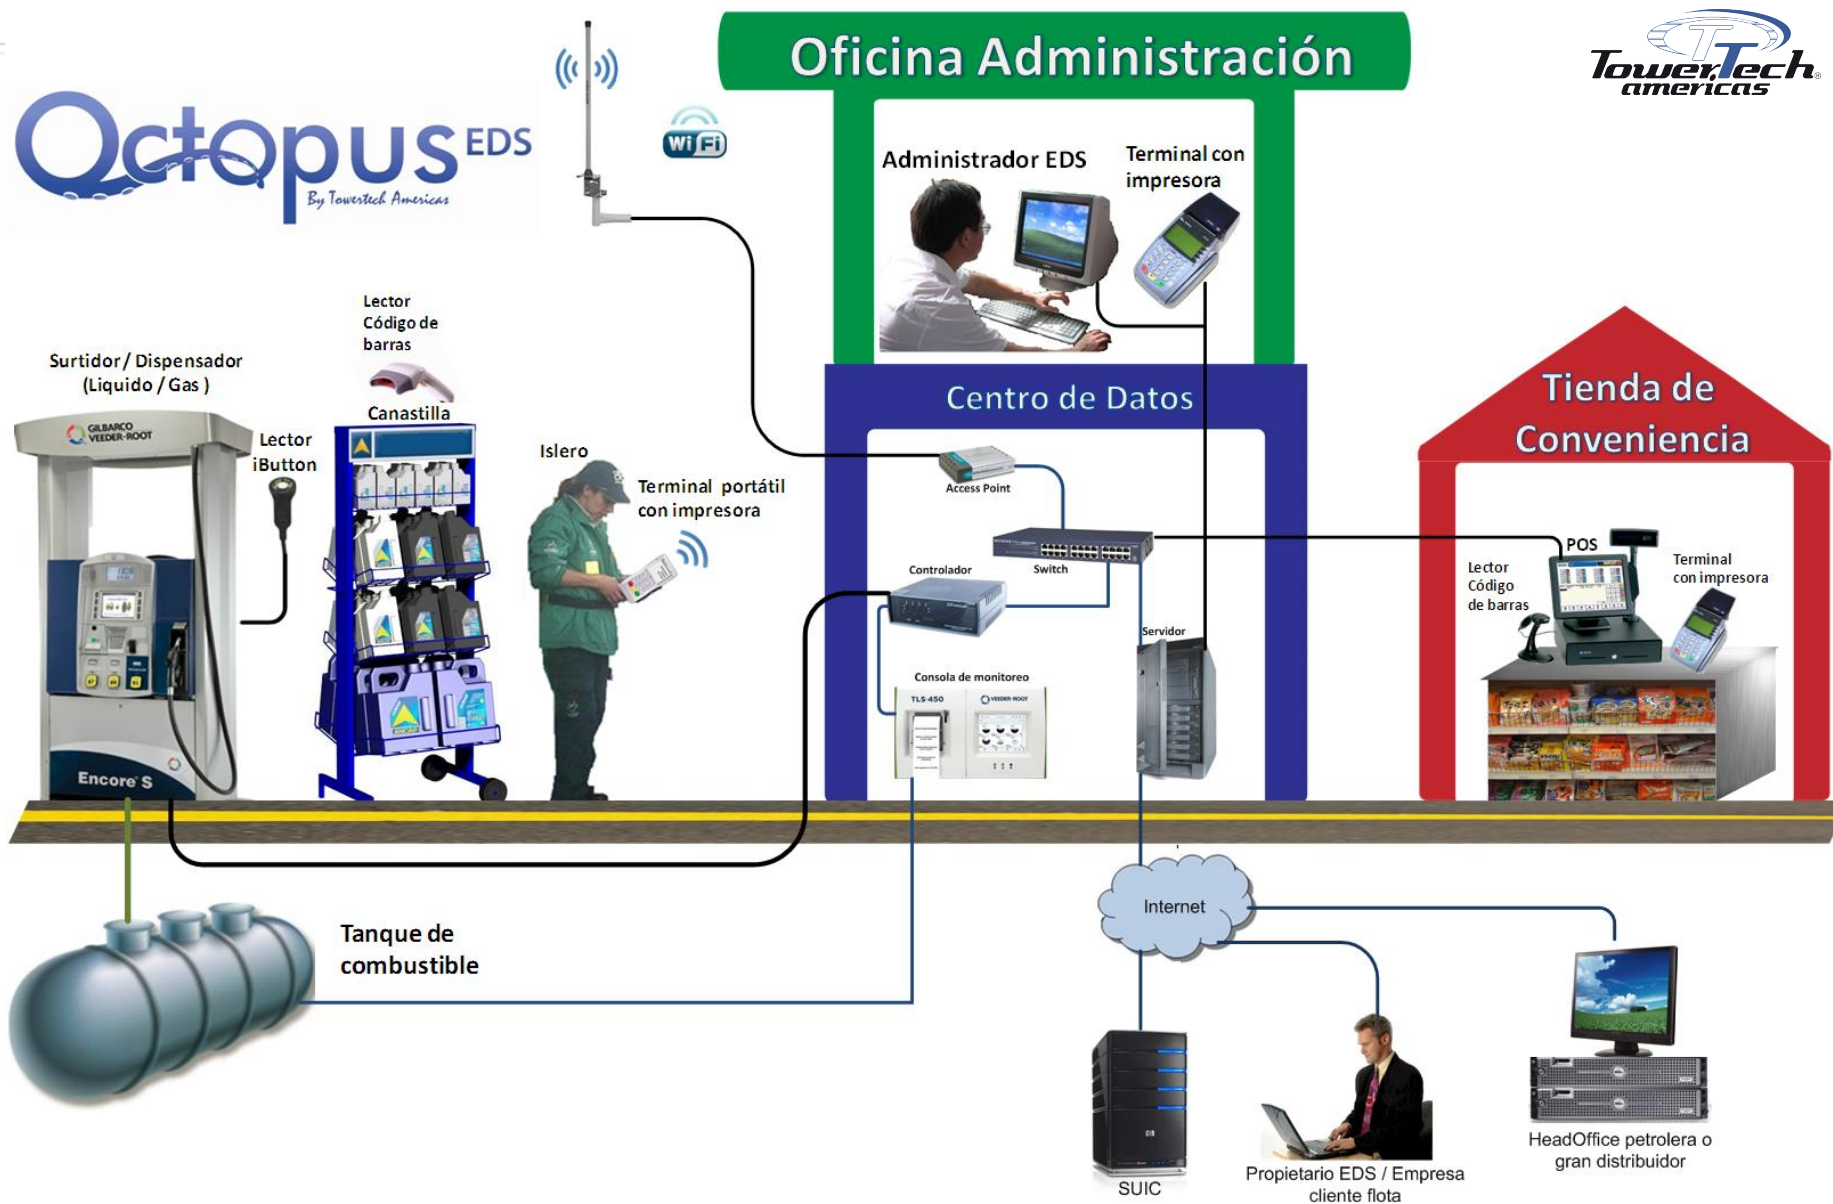 Oficina Administración
TowerTech
americas
Octopus EDS
By Towertech Americas
WiFi
Administrador EDS
Terminal con
impresora
Lector
Código de
barras
Surtidor / Dispensador
(Liquido / Gas )
GILBARCO
VEEDER-ROOT
Canastilla
Lector
iButton
Islero
Terminal portátil
con impresora
Centro de Datos
Access Point
Switch
Controlador
Servidor
Consola de monitoreo
TLS-450
VEEDER-ROOT
Tienda de
Conveniencia
POS
Lector
Código
de barras
Terminal
con impresora
Encore S
Tanque de
combustible
Internet
SUIC
Propietario EDS / Empresa
cliente flota
HeadOffice petrolera o
gran distribuidor